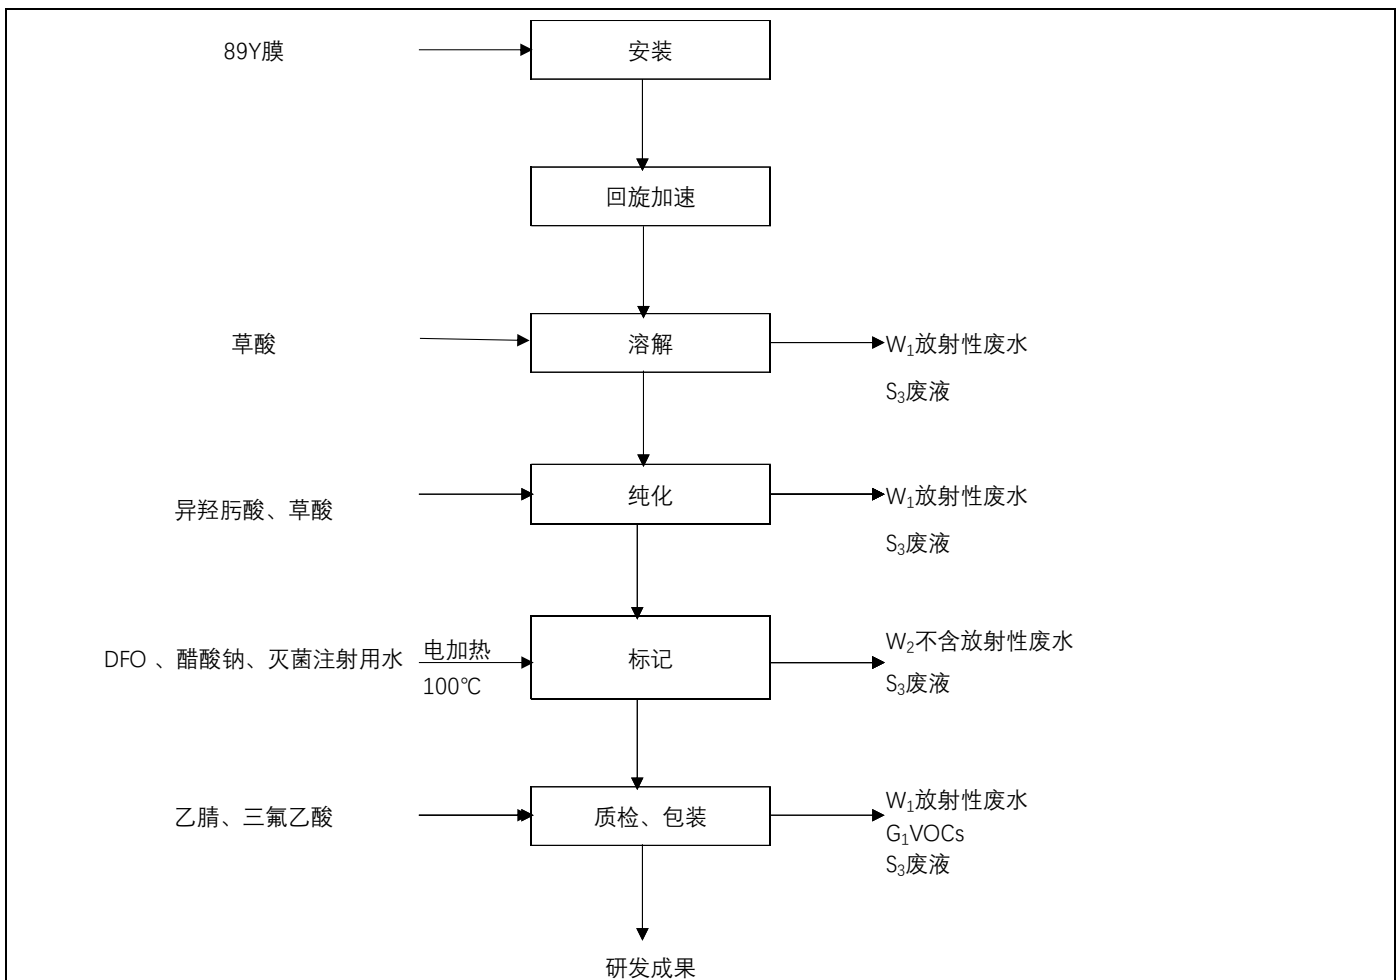 89Y膜
安装
回旋加速
草酸
溶解
W₁放射性废水
S₃废液
异羟肟酸、草酸
纯化
W₁放射性废水
S₃废液
DFO 、醋酸钠、灭菌注射用水
电加热
100℃
标记
W₂不含放射性废水
S₃废液
乙腈、三氟乙酸
质检、包装
W₁放射性废水
G₁VOCs
S₃废液
研发成果